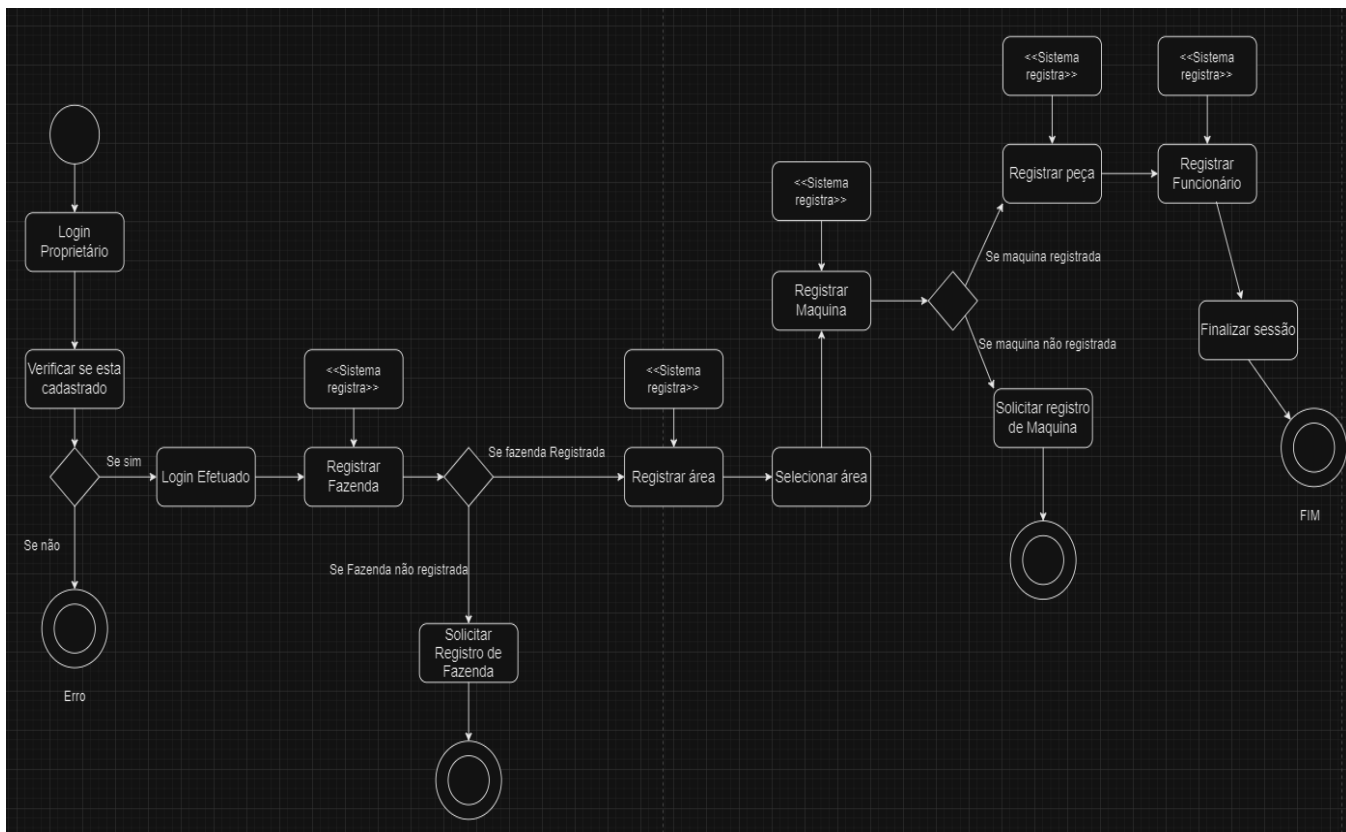 <<Sistema
registra>>
<<Sistema
registra>>
Registrar peça
Registrar
Funcionário
<<Sistema
registra>>
Login
Proprietário
Se maquina registrada
Registrar
Maquina
Finalizar sessão
Se maquina não registrada
Verificar se esta
cadastrado
<<Sistema
registra>>
<<Sistema
registra>>
Solicitar registro
de Maquina
Se sim
Login Efetuado
Registrar
Fazenda
Se fazenda Registrada
Registrar área
Selecionar área
FIM
Se não
Se Fazenda não registrada
Solicitar
Registro de
Fazenda
Erro